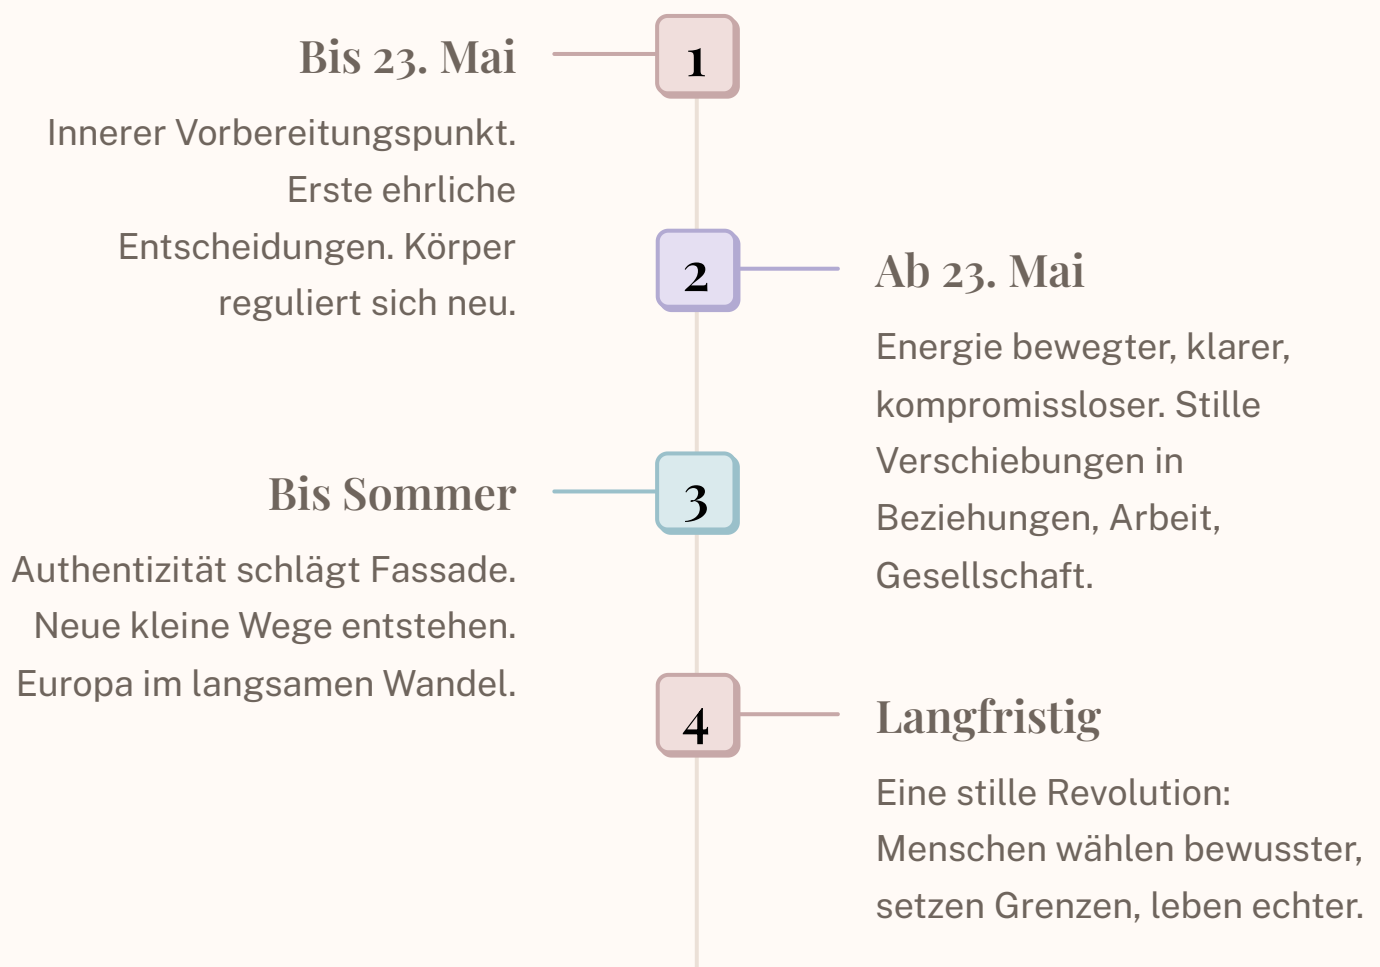 1
Bis 23. Mai
Innerer Vorbereitungspunkt.
Erste ehrliche
Entscheidungen. Körper
reguliert sich neu.
2
Ab 23. Mai
Energie bewegter, klarer,
kompromissloser. Stille
Verschiebungen in
Beziehungen, Arbeit,
Gesellschaft.
3
Bis Sommer
Authentizität schlägt Fassade.
Neue kleine Wege entstehen.
Europa im langsamen Wandel.
4
Langfristig
Eine stille Revolution:
Menschen wählen bewusster,
setzen Grenzen, leben echter.